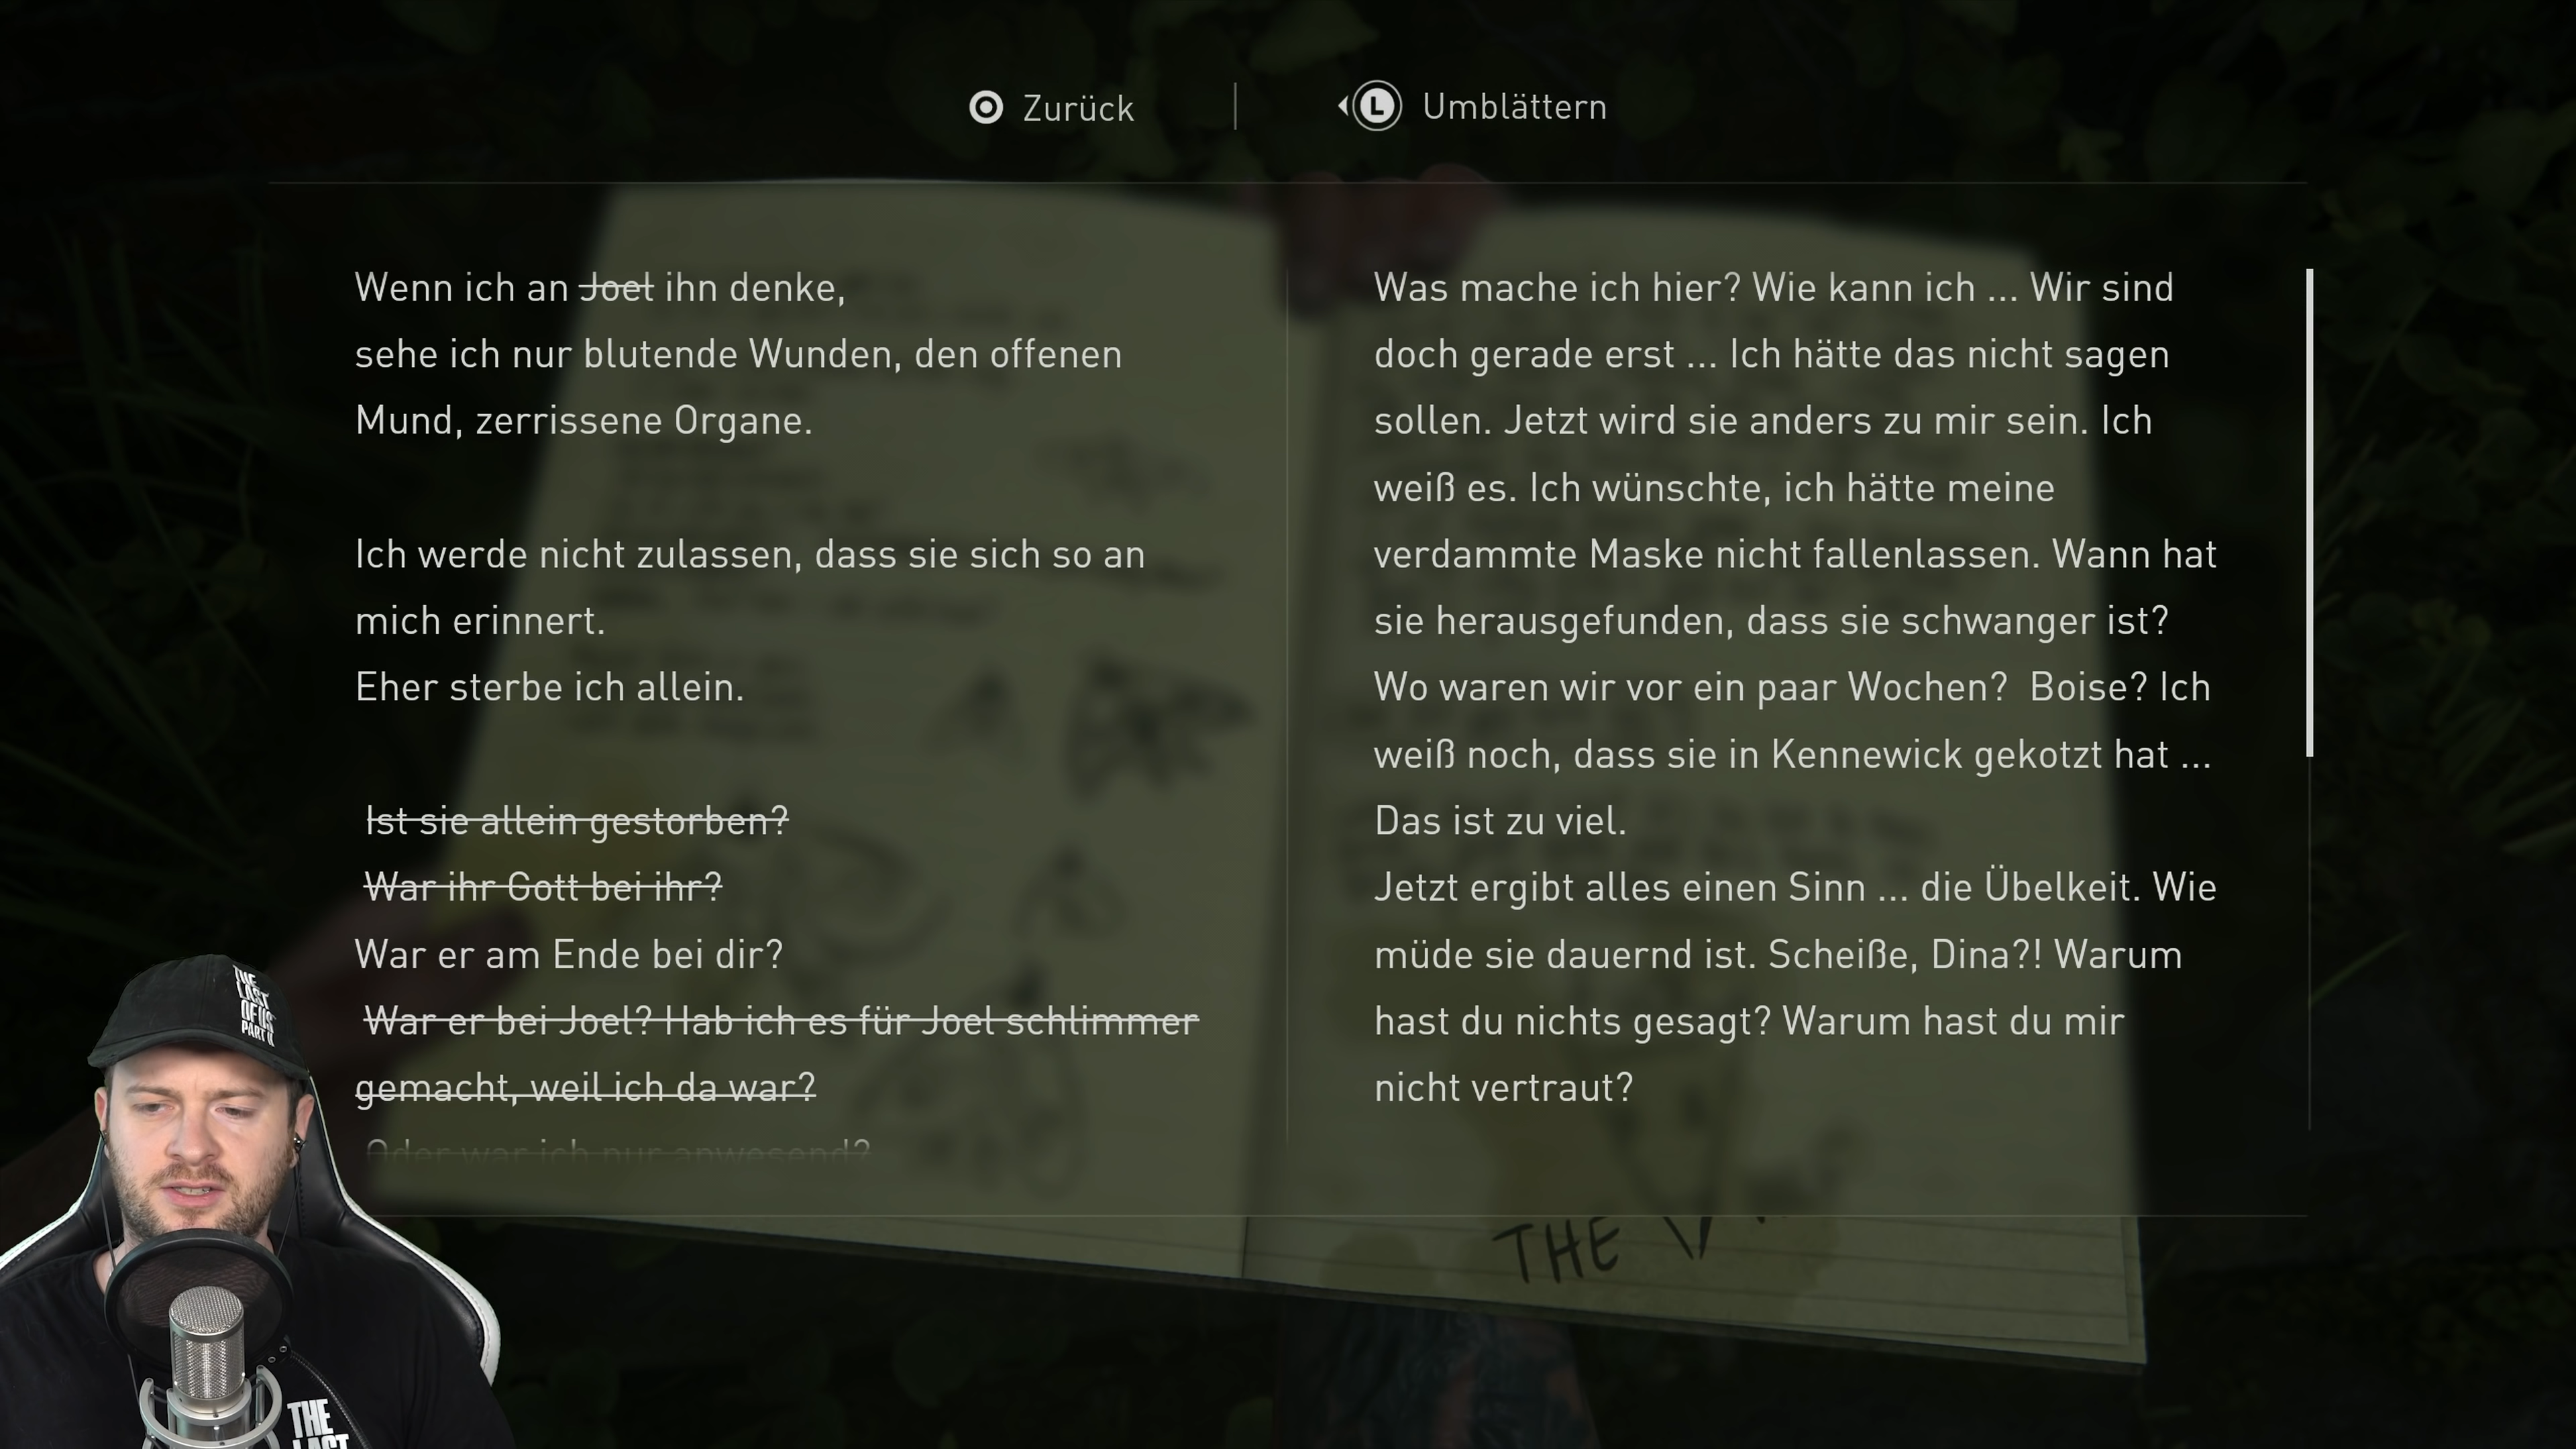 Zurück
L Umblättern
Wenn ich an Joel ihn denke,
sehe ich nur blutende Wunden, den offenen
Mund, zerrissene Organe.
Ich werde nicht zulassen, dass sie sich so an
mich erinnert.
Eher sterbe ich allein.
Ist sie allein gestorben?
War ihr Gott bei ihr?
War er am Ende bei dir?
War er bei Joel? Hab ich es für Joel schlimmer
gemacht, weil ich da war?
Oder war ich nur anwesend?
Was mache ich hier? Wie kann ich ... Wir sind
doch gerade erst ... Ich hätte das nicht sagen
sollen. Jetzt wird sie anders zu mir sein. Ich
weiß es. Ich wünschte, ich hätte meine
verdammte Maske nicht fallenlassen. Wann hat
sie herausgefunden, dass sie schwanger ist?
Wo waren wir vor ein paar Wochen? Boise? Ich
weiß noch, dass sie in Kennewick gekotzt hat ...
Das ist zu viel.
Jetzt ergibt alles einen Sinn ... die Übelkeit. Wie
müde sie dauernd ist. Scheiße, Dina?! Warum
hast du nichts gesagt? Warum hast du mir
nicht vertraut?
THE
THE
LAST
OF US
PART II
THE
LAST